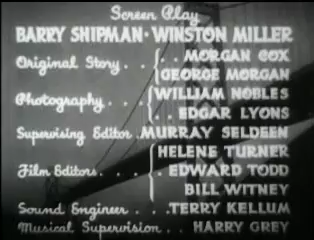 Screen Play
BARRY SHIPMAN · WINSTON MILLER
Original Story . . . MORGAN COX
GEORGE MORGAN
Photography . . . WILLIAM NOBLES
. . EDGAR LYONS
Supervising Editor . MURRAY SELDEEN
HELENE TURNER
Film Editors . . . . EDWARD TODD
BILL WITNEY
Sound Engineer . . . TERRY KELLUM
Musical Supervision . . . HARRY GREY